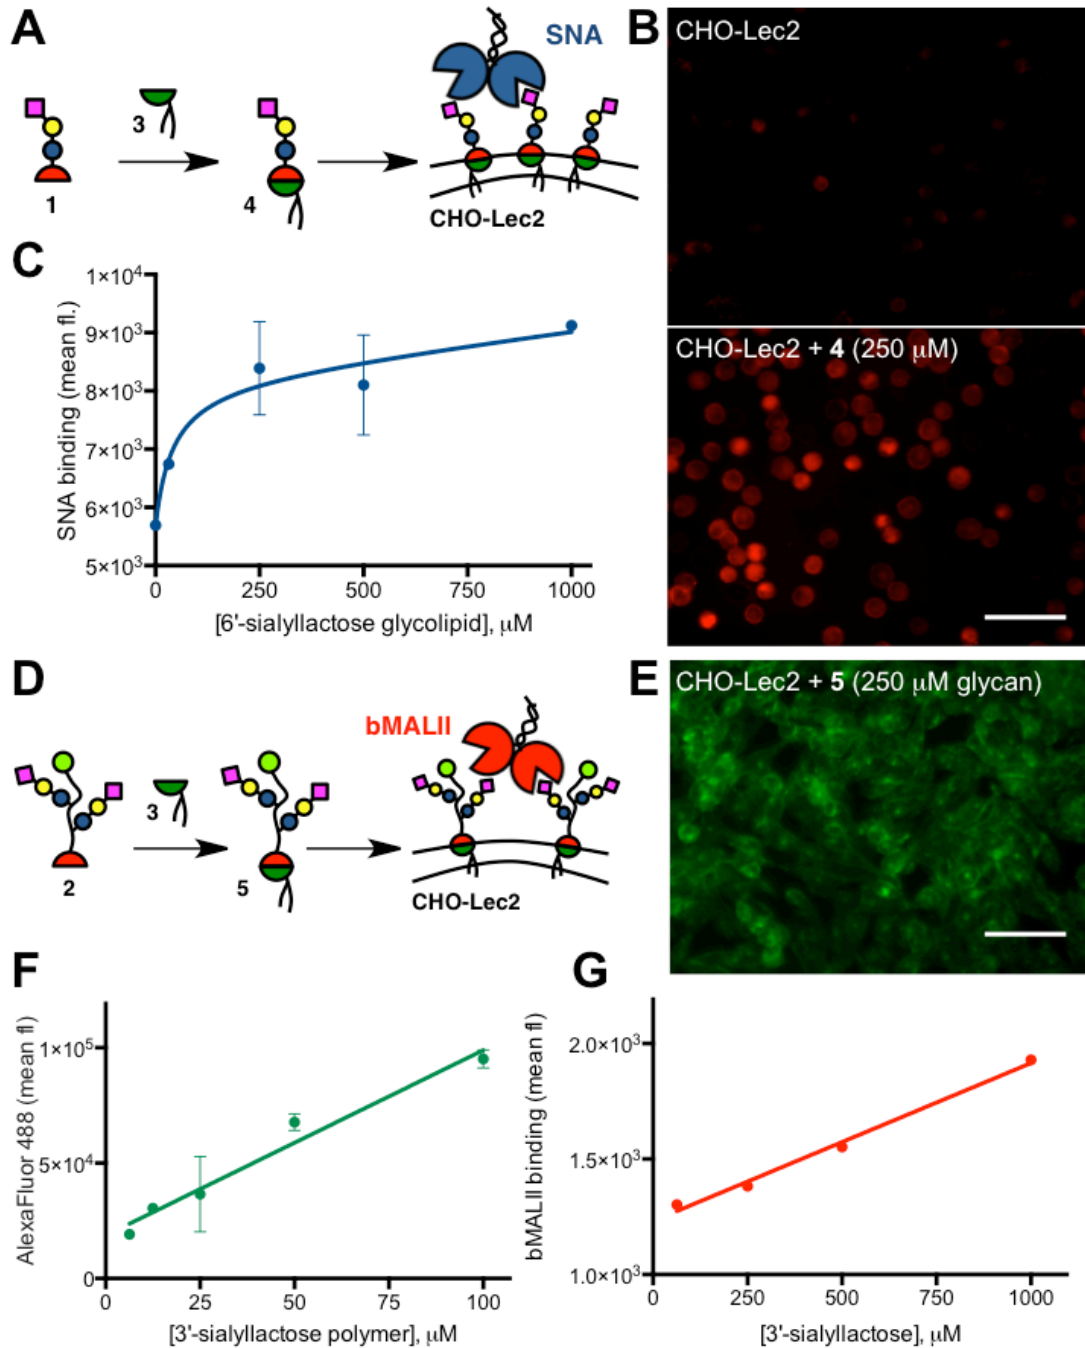 A
SNA
B
CHO-Lec2
3
1
4
CHO-Lec2
C
1×10⁴
9×10³
8×10³
7×10³
6×10³
5×10³
SNA binding (mean fl.)
0
250
500
750
1000
[6'-sialyllactose glycolipid], μM
CHO-Lec2 + 4 (250 μM)
D
bMALII
3
2
5
CHO-Lec2
E
CHO-Lec2 + 5 (250 μM glycan)
F
1×10⁵
5×10⁴
0
AlexaFluor 488 (mean fl)
0
25
50
75
100
[3'-sialyllactose polymer], μM
G
2.0×10³
1.5×10³
1.0×10³
bMALII binding (mean fl)
0
250
500
750
1000
[3'-sialyllactose], μM